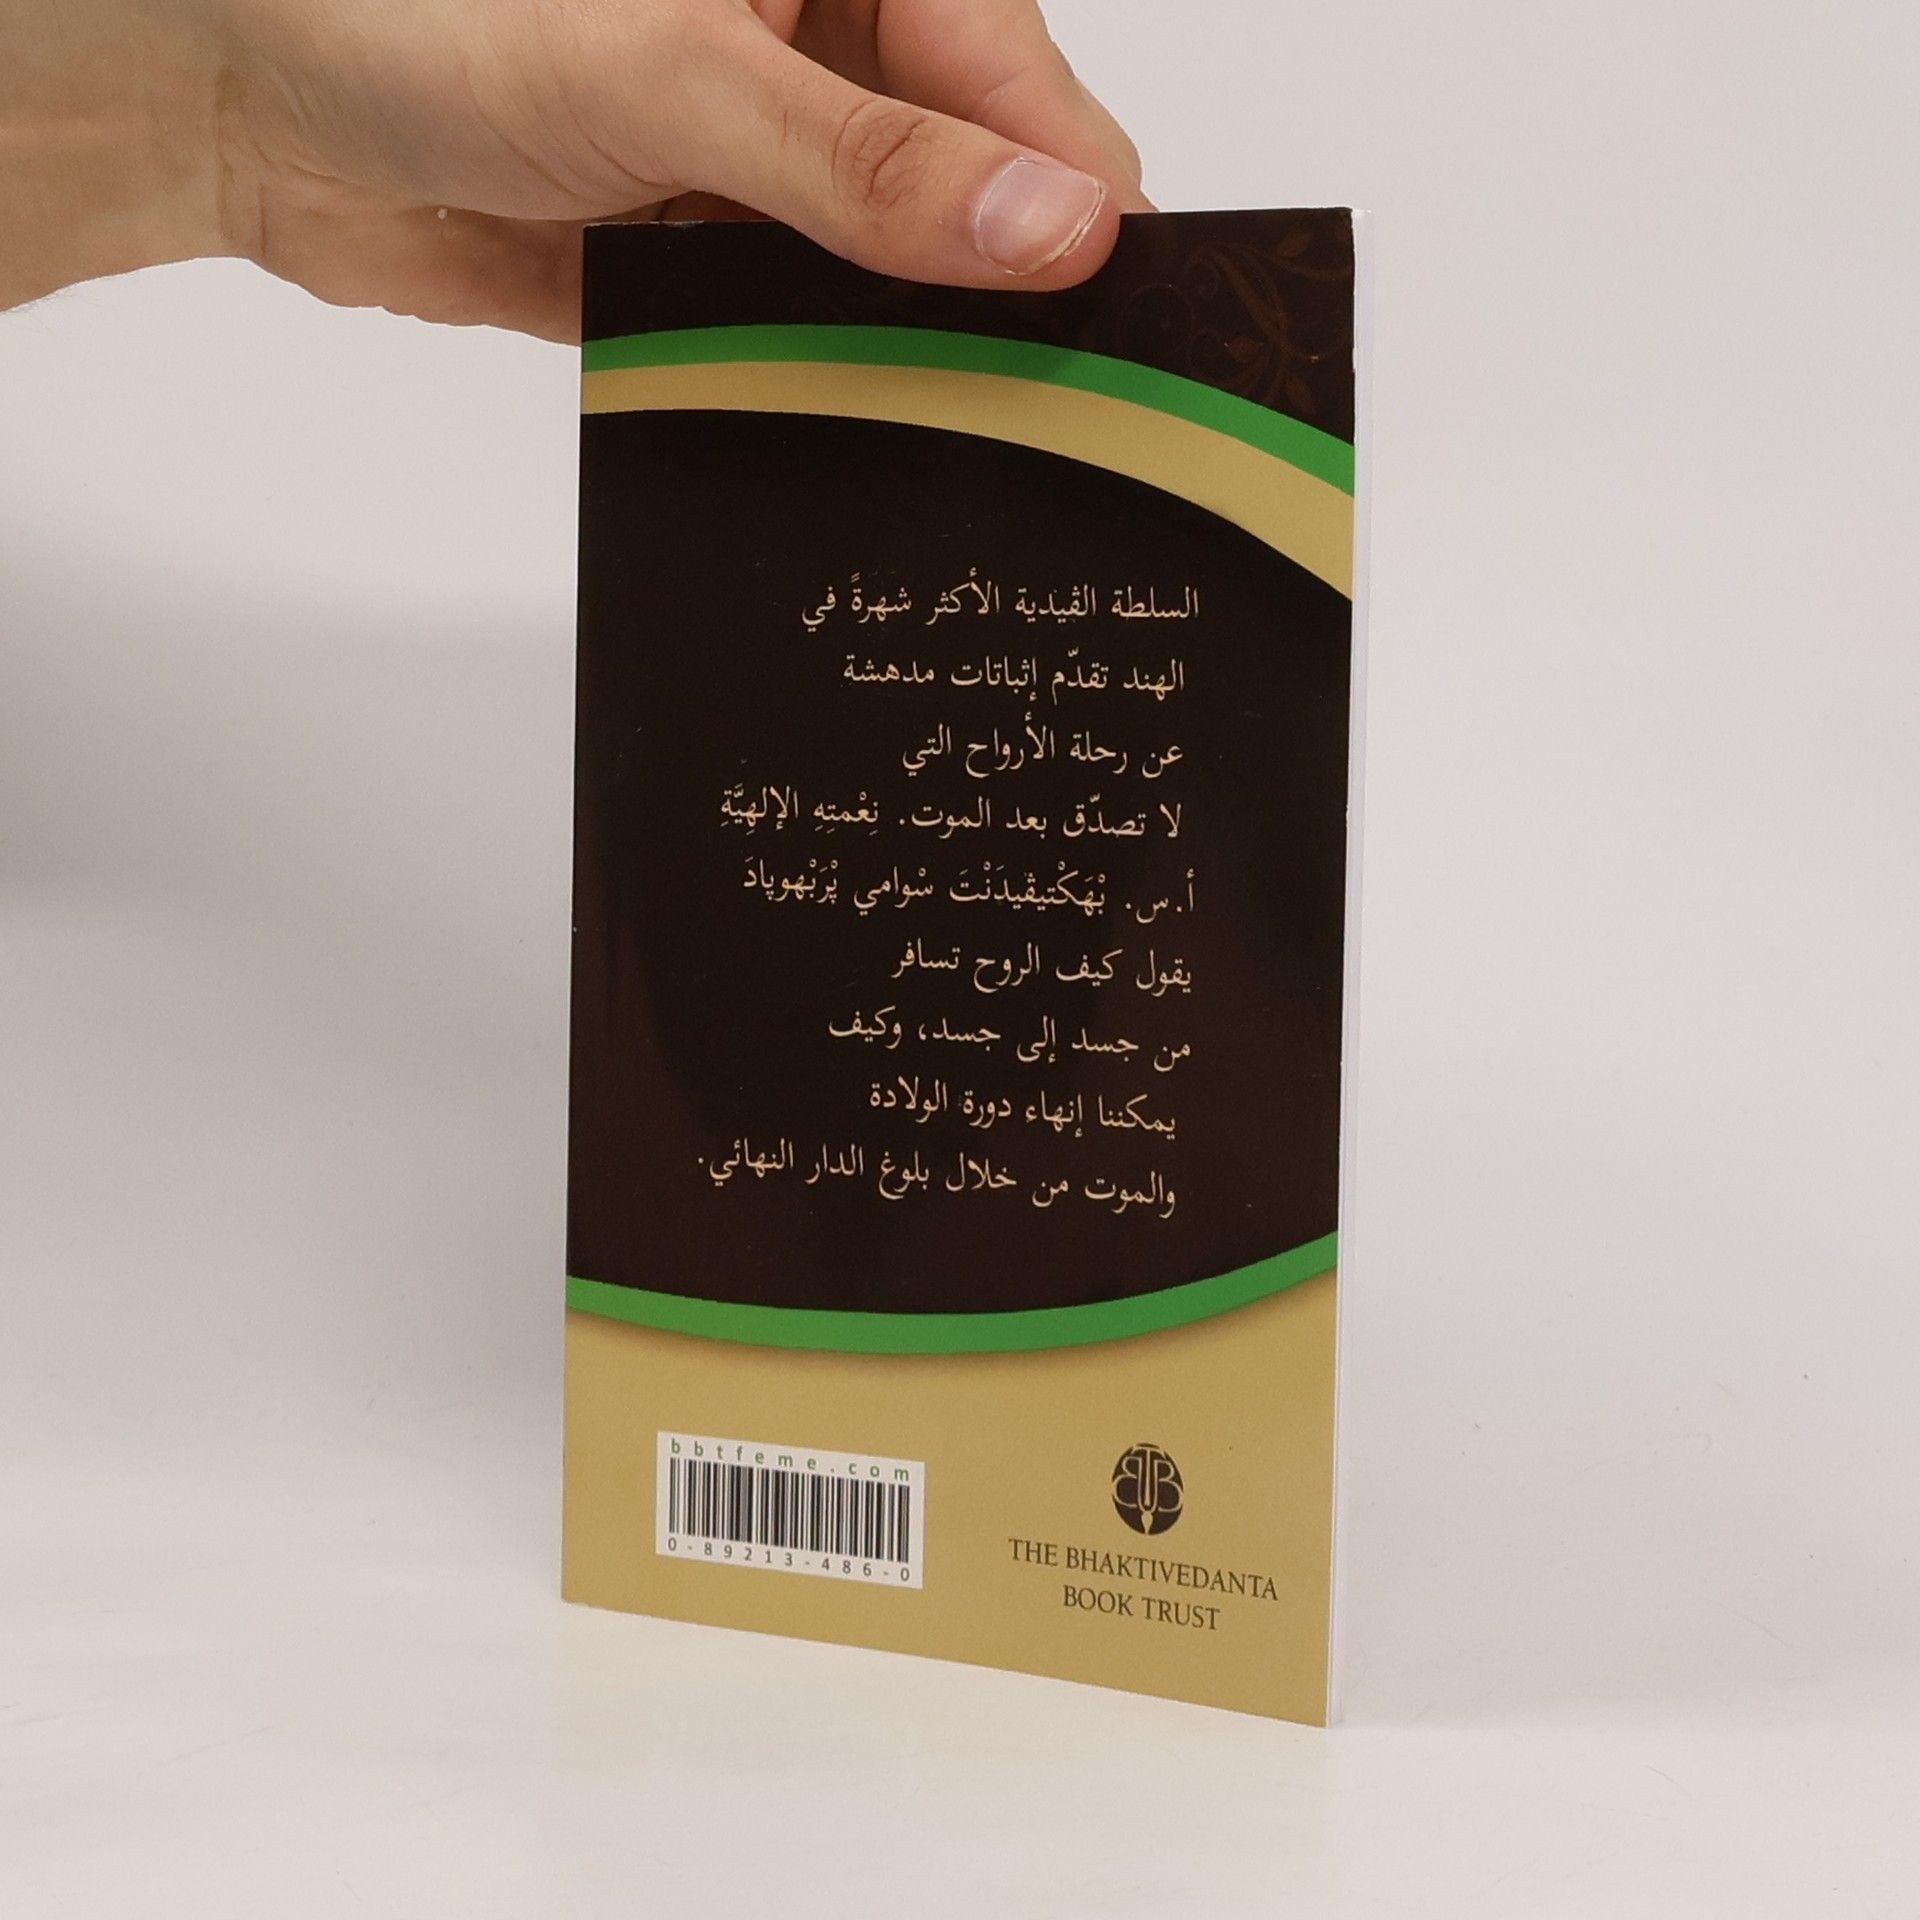 السلطة الڤيدية الأكثر شهرةً في
الهند تقدّم إثباتات مدهشة
عن رحلة الأرواح التي
لا تصدّق بعد الموت. نِعْمتِهِ الإلهِيَّةِ
أ.س. بْهَكْتيڤيدَنْتَ سْوامي پْرَبْهوپادَ
يقول كيف الروح تسافر
من جسد إلى جسد، وكيف
يمكننا إنهاء دورة الولادة
والموت من خلال بلوغ الدار النهائي.
bbtfeme.com
0-89213-486-0
BTB
THE BHAKTIVEDANTA
BOOK TRUST